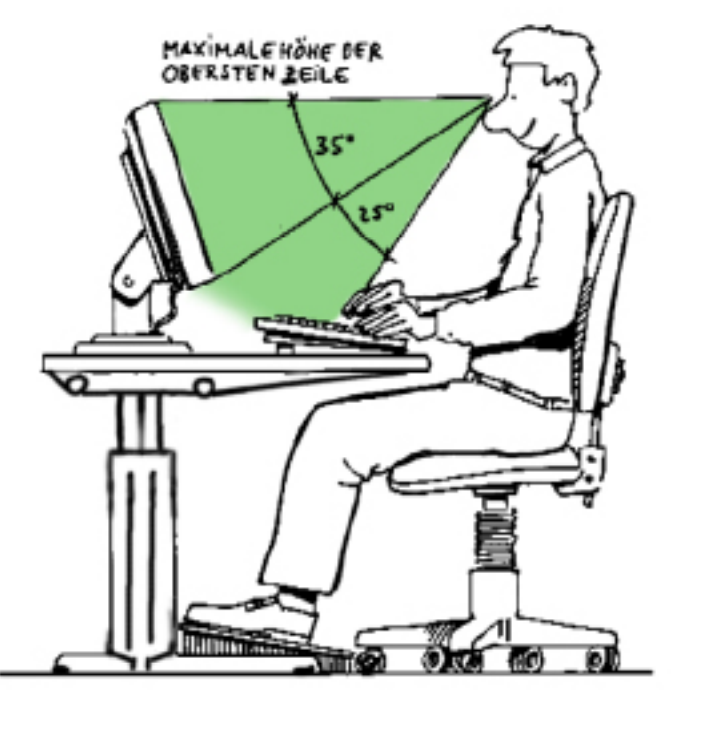 MAXIMALE HÖHE DER
OBERSTEN ZEILE
35°
25°